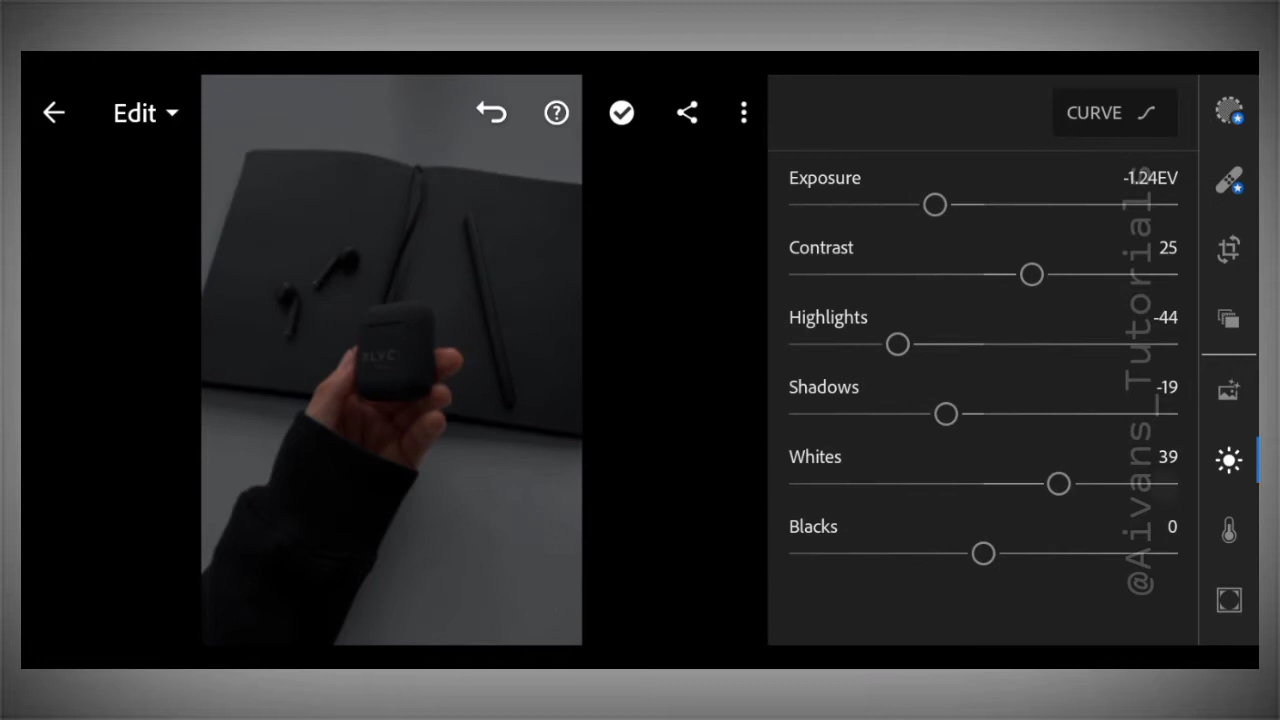 Edit
CURVE
Exposure -1.24EV
Contrast 25
Highlights -44
Shadows -19
Whites 39
Blacks 0
@Aivans_Tutorials